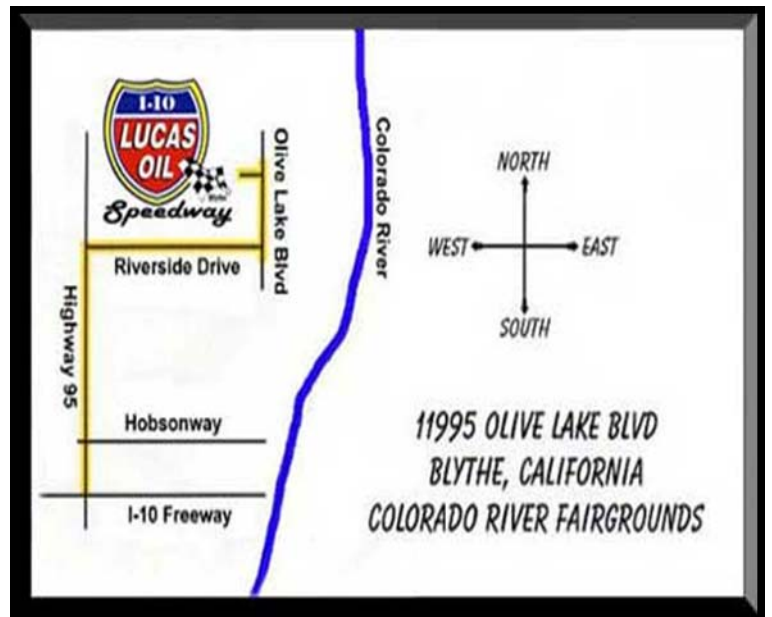 I-10
LUCAS
OIL
Speedway
Olive Lake Blvd
Colorado River
Riverside Drive
Highway 95
Hobsonway
I-10 Freeway
NORTH
WEST
EAST
SOUTH
11995 OLIVE LAKE BLVD
BLYTHE, CALIFORNIA
COLORADO RIVER FAIRGROUNDS